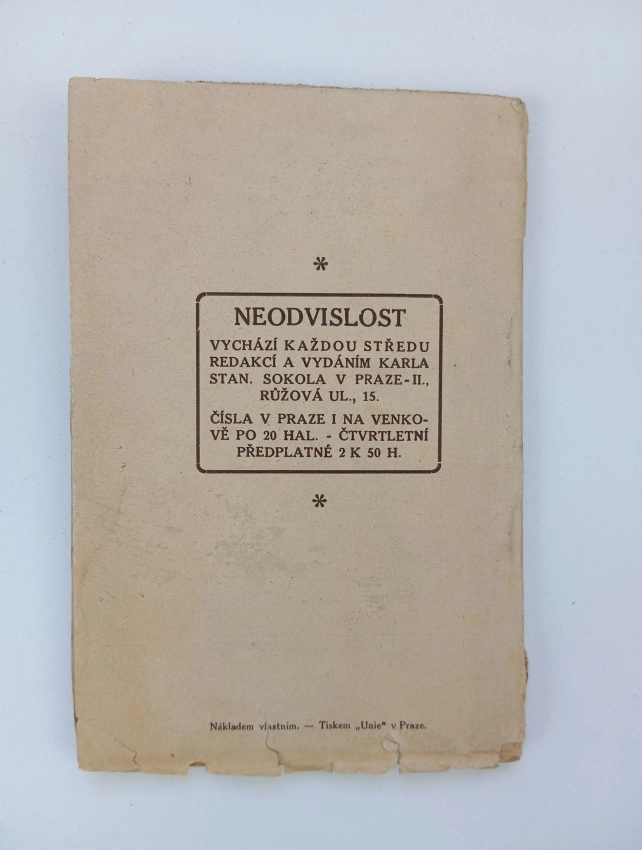 *
NEODVISLOST
VYCHÁZÍ KAŽDOU STŘEDU
REDAKCÍ A VYDÁNÍM KARLA
STAN. SOKOLA V PRAZE-II.,
RŮŽOVÁ UL., 15.
ČÍSLA V PRAZE I NA VENKO-
VĚ PO 20 HAL. - ČTVRTLETNÍ
PŘEDPLATNÉ 2 K 50 H.
*
Nákladem vlastním. — Tiskem „Unie“ v Praze.